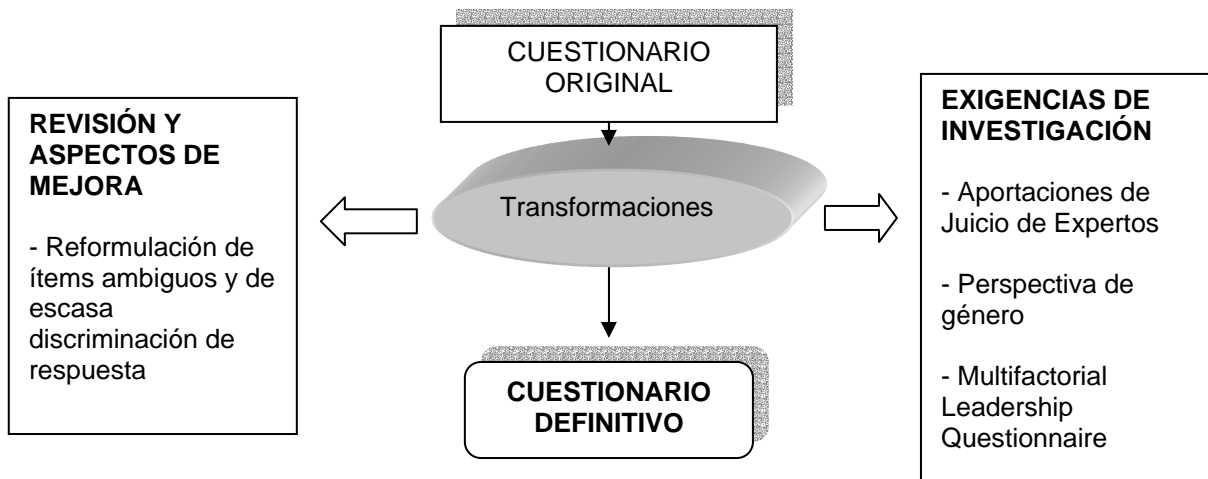 CUESTIONARIO
ORIGINAL
REVISIÓN Y
ASPECTOS DE
MEJORA
- Reformulación de
ítems ambiguos y de
escasa
discriminación de
respuesta
Transformaciones
EXIGENCIAS DE
INVESTIGACIÓN
- Aportaciones de
Juicio de Expertos
- Perspectiva de
género
- Multifactorial
Leadership
Questionnaire
CUESTIONARIO
DEFINITIVO